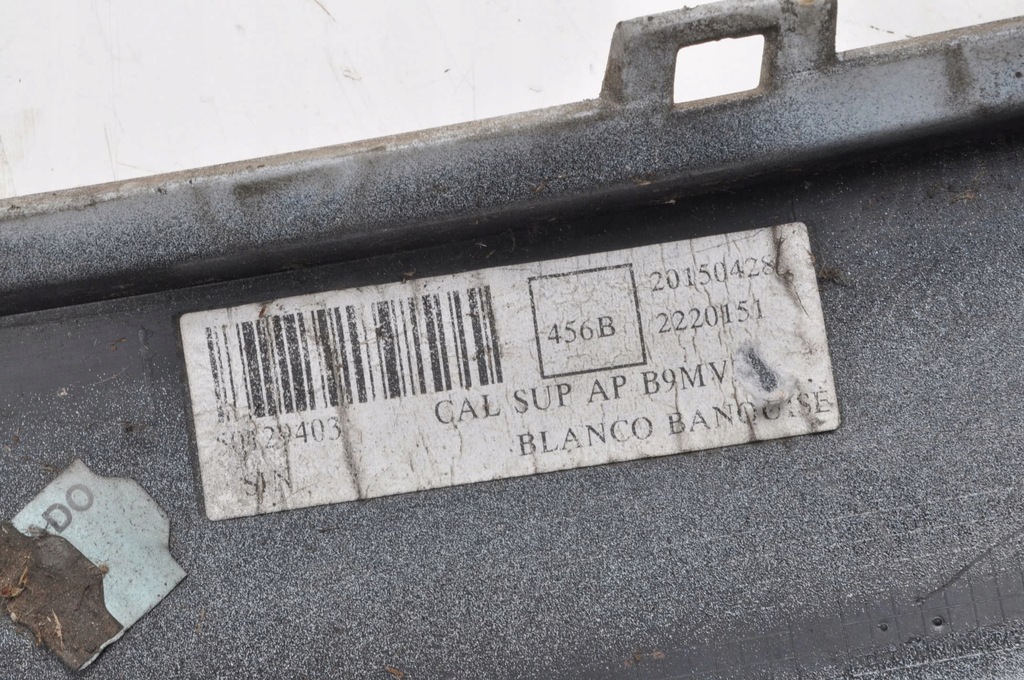 20150428
456B
2220151
CAL SUP AP B9MV
BLANCO BANQUISE
S/N
DO